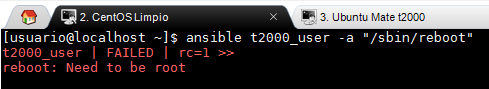 2. CentOS Limpio
3. Ubuntu Mate t2000
[usuario@localhost ~]$ ansible t2000_user -a "/sbin/reboot"
t2000_user | FAILED | rc=1 >>
reboot: Need to be root